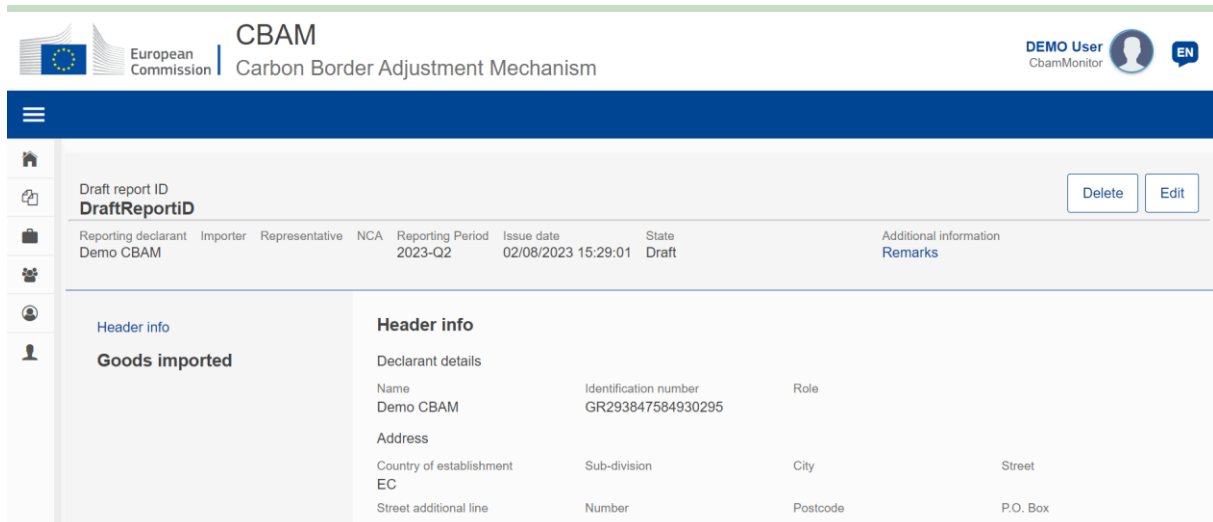 CBAM
European
Commission
Carbon Border Adjustment Mechanism
DEMO User
CbamMonitor
EN
Draft report ID
DraftReportiD
Delete Edit
Reporting declarant Importer Representative NCA Reporting Period Issue date State Additional information
Demo CBAM 2023-Q2 02/08/2023 15:29:01 Draft Remarks
Header info
Goods imported
Header info
Declarant details
Name Identification number Role
Demo CBAM GR293847584930295
Address
Country of establishment Sub-division City Street
EC
Street additional line Number Postcode P.O. Box